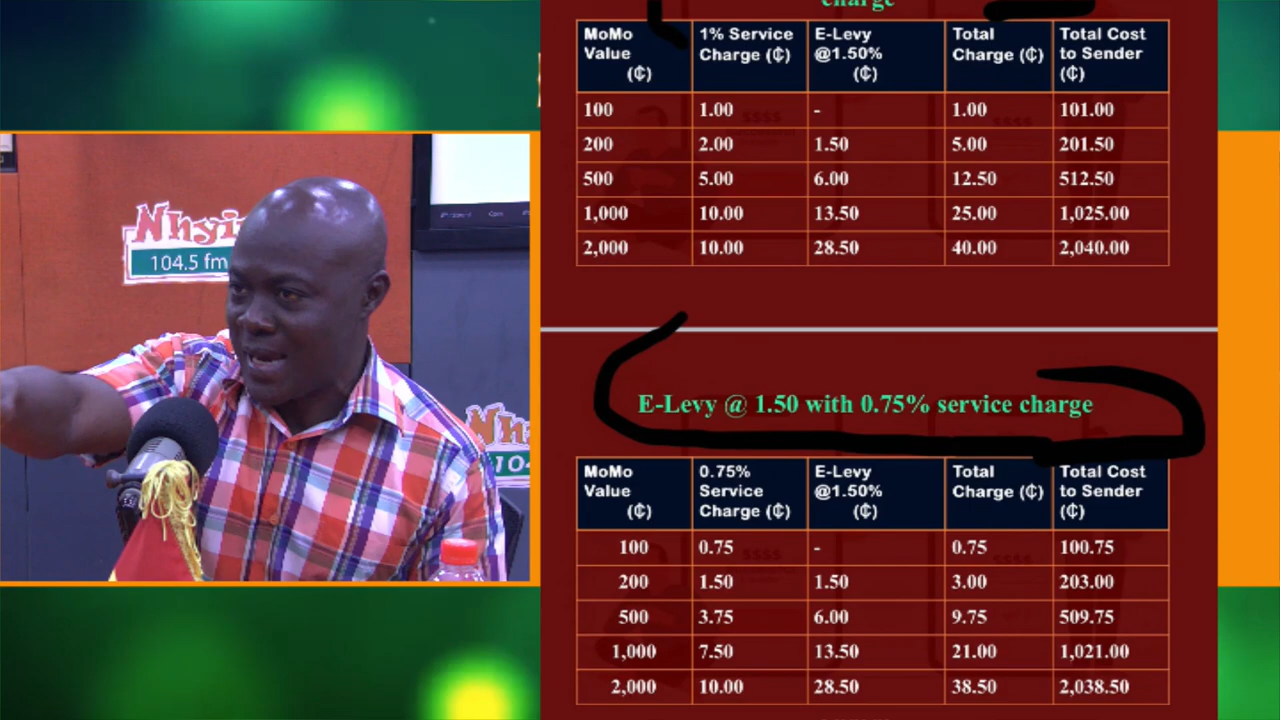 charge
MoMo Value (₵) | 1% Service Charge (₵) | E-Levy @1.50% (₵) | Total Charge (₵) | Total Cost to Sender (₵)
100 | 1.00 | - | 1.00 | 101.00
200 | 2.00 | 1.50 | 5.00 | 201.50
500 | 5.00 | 6.00 | 12.50 | 512.50
1,000 | 10.00 | 13.50 | 25.00 | 1,025.00
2,000 | 10.00 | 28.50 | 40.00 | 2,040.00
E-Levy @ 1.50 with 0.75% service charge
MoMo Value (₵) | 0.75% Service Charge (₵) | E-Levy @1.50% (₵) | Total Charge (₵) | Total Cost to Sender (₵)
100 | 0.75 | - | 0.75 | 100.75
200 | 1.50 | 1.50 | 3.00 | 203.00
500 | 3.75 | 6.00 | 9.75 | 509.75
1,000 | 7.50 | 13.50 | 21.00 | 1,021.00
2,000 | 10.00 | 28.50 | 38.50 | 2,038.50
Nhyi
104.5 fm
Nh
10